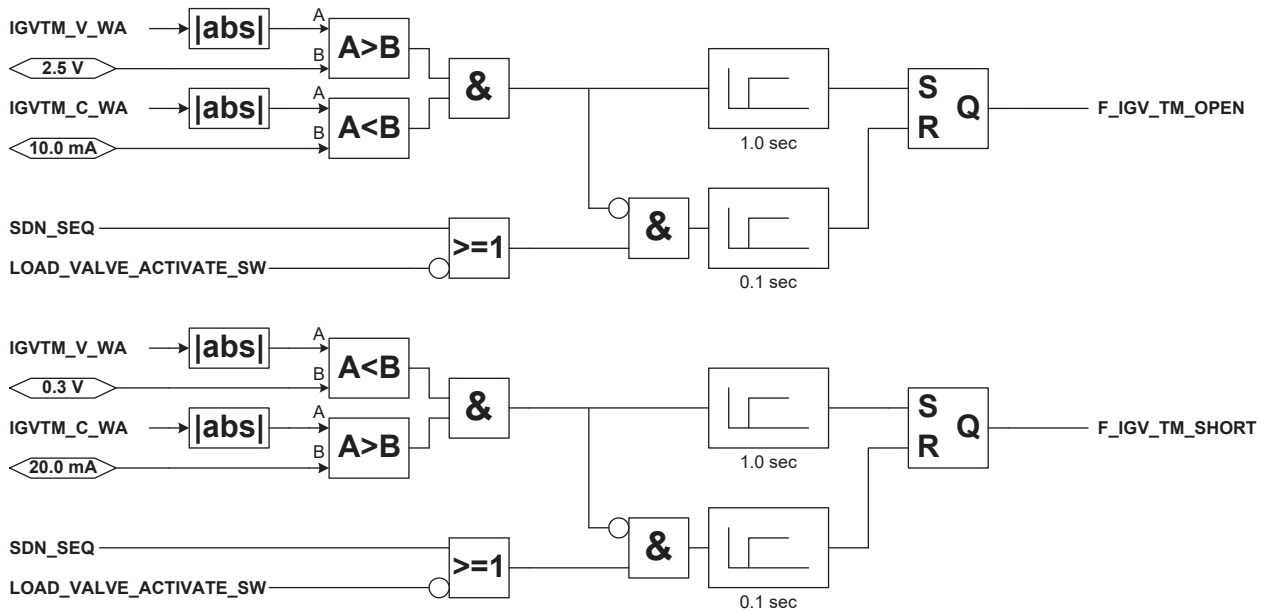 IGVTM_V_WA |abs| A
B A>B
2.5 V
&
IGVTM_C_WA |abs| A
B A<B
10.0 mA
1.0 sec
S
R Q
F_IGV_TM_OPEN
SDN_SEQ
>=1
LOAD_VALVE_ACTIVATE_SW
&
0.1 sec
IGVTM_V_WA |abs| A
B A<B
0.3 V
&
IGVTM_C_WA |abs| A
B A>B
20.0 mA
1.0 sec
S
R Q
F_IGV_TM_SHORT
SDN_SEQ
>=1
LOAD_VALVE_ACTIVATE_SW
&
0.1 sec